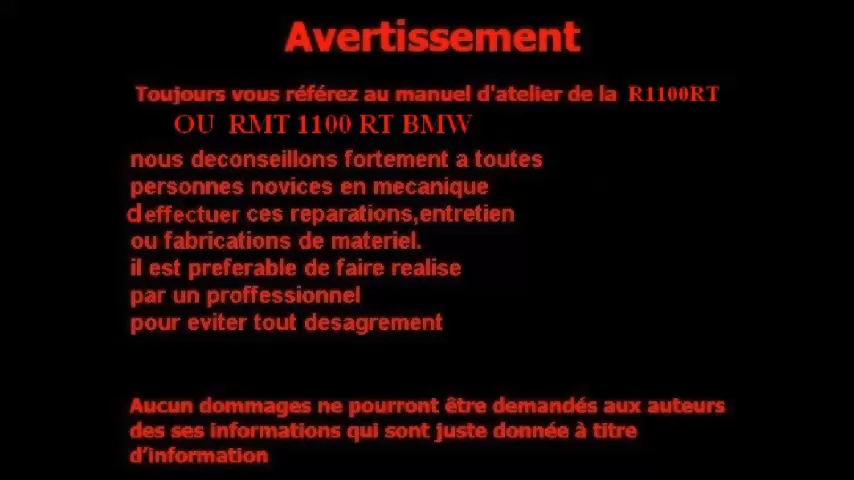 Avertissement
Toujours vous référez au manuel d'atelier de la R1100RT
OU RMT 1100 RT BMW
nous deconseillons fortement a toutes
personnes novices en mecanique
deffectuer ces reparations,entretien
ou fabrications de materiel.
il est preferable de faire realise
par un proffessionnel
pour eviter tout desagrement
Aucun dommages ne pourront être demandés aux auteurs
des ses informations qui sont juste donnée à titre
d'information